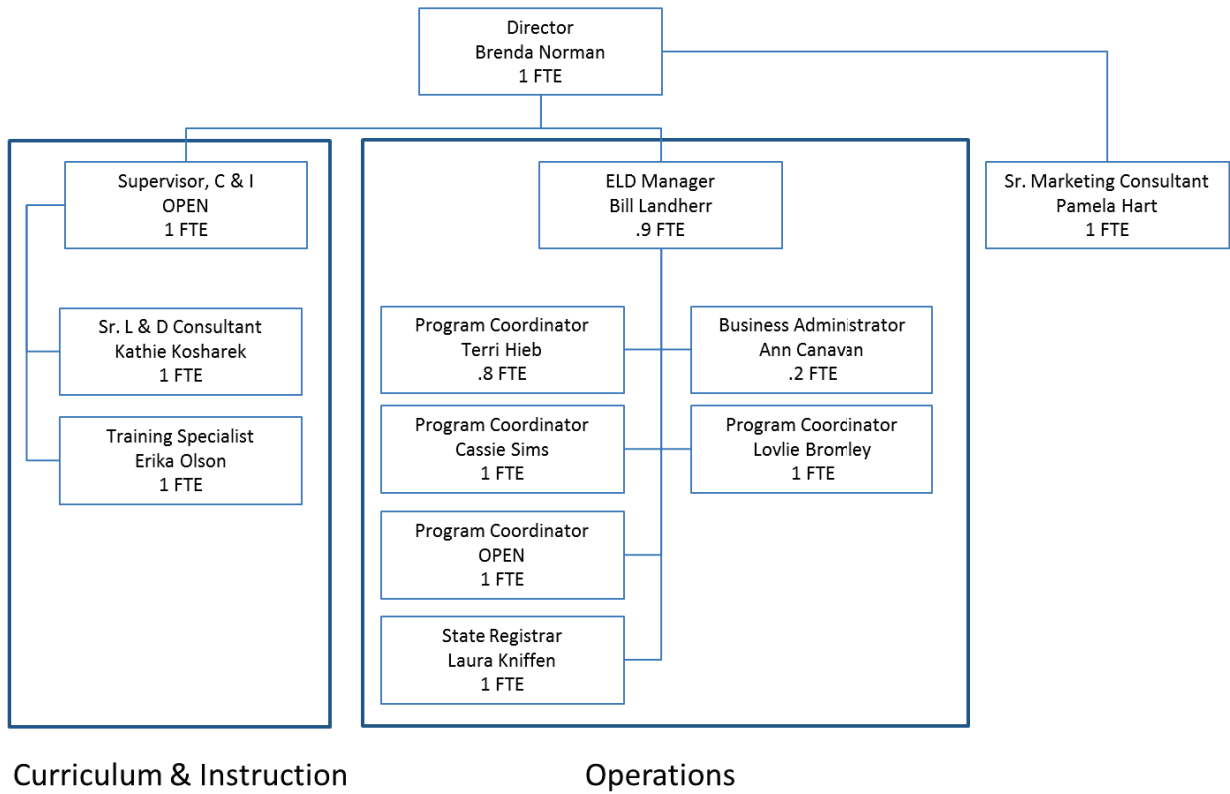 Director
Brenda Norman
1 FTE
Supervisor, C & I
OPEN
1 FTE
ELD Manager
Bill Landherr
.9 FTE
Sr. Marketing Consultant
Pamela Hart
1 FTE
Sr. L & D Consultant
Kathie Kosharek
1 FTE
Training Specialist
Erika Olson
1 FTE
Program Coordinator
Terri Hieb
.8 FTE
Business Administrator
Ann Canavan
.2 FTE
Program Coordinator
Cassie Sims
1 FTE
Program Coordinator
Lovlie Bromley
1 FTE
Program Coordinator
OPEN
1 FTE
State Registrar
Laura Kniffen
1 FTE
Curriculum & Instruction
Operations